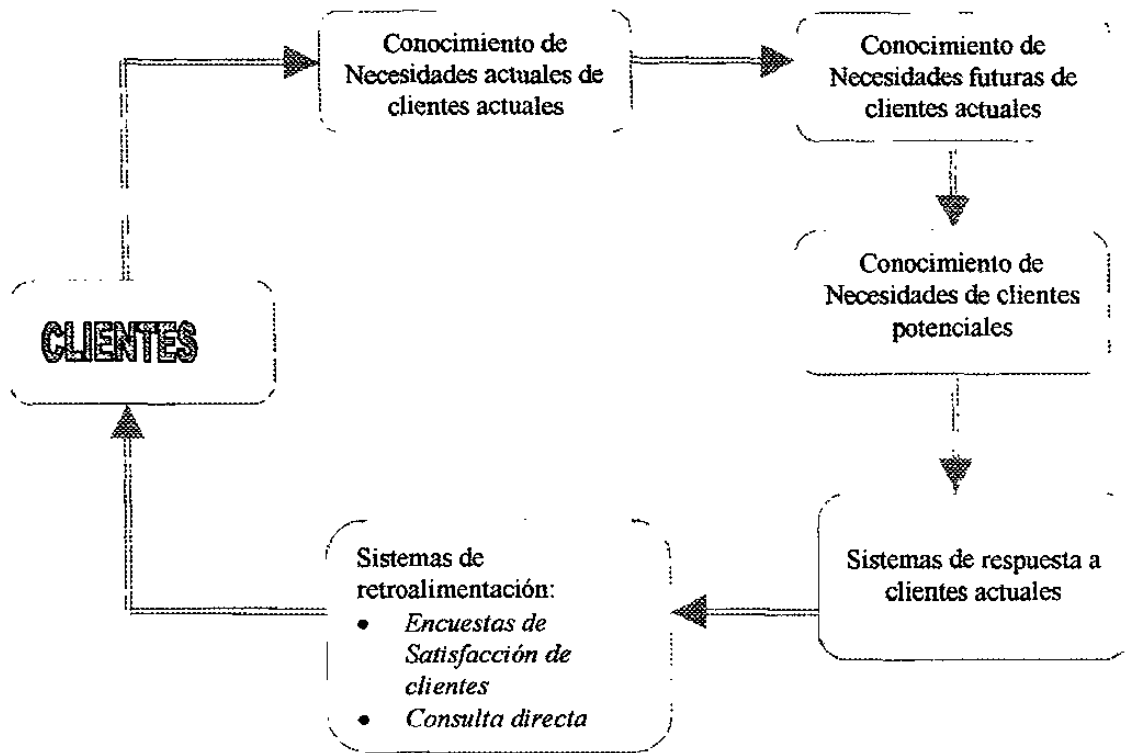 Conocimiento de
Necesidades actuales de
clientes actuales
Conocimiento de
Necesidades futuras de
clientes actuales
Conocimiento de
Necesidades de clientes
potenciales
CLIENTES
Sistemas de respuesta a
clientes actuales
Sistemas de
retroalimentación:
• Encuestas de
Satisfacción de
clientes
• Consulta directa